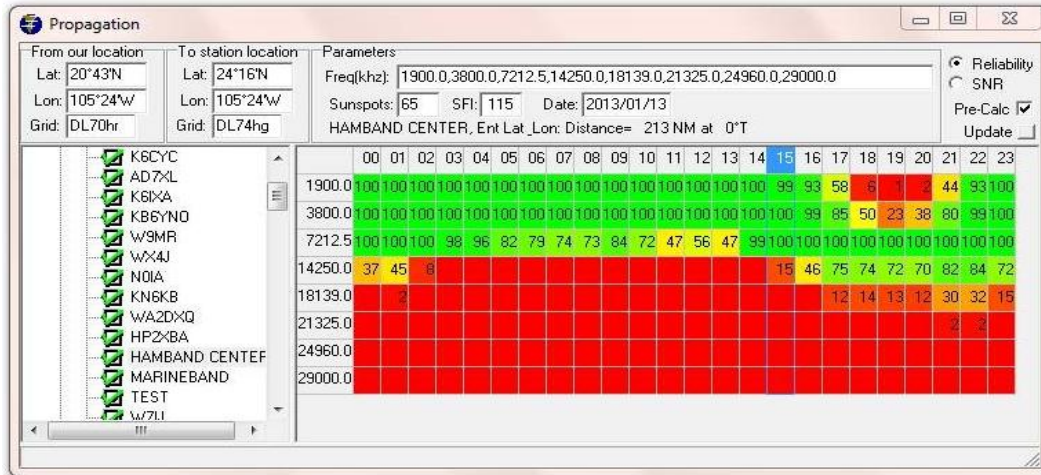 Propagation
From our location
Lat: 20°43'N
Lon: 105°24'W
Grid: DL70hr
To station location
Lat: 24°16'N
Lon: 105°24'W
Grid: DL74hg
Parameters
Freq(khz): 1900.0,3800.0,7212.5,14250.0,18139.0,21325.0,24960.0,29000.0
Sunspots: 65 SFI: 115 Date: 2013/01/13
HAMBAND CENTER, Ent Lat_Lon: Distance= 213 NM at 0°T
Reliability
SNR
Pre-Calc
Update
K6CYC
AD7XL
K6IXA
KB6YNO
W9MR
WX4J
N0IA
KN6KB
WA2DXQ
HP2XBA
HAMBAND CENTER
MARINEBAND
TEST
W7IJ
00 01 02 03 04 05 06 07 08 09 10 11 12 13 14 15 16 17 18 19 20 21 22 23
1900.0 100 100 100 100 100 100 100 100 100 100 100 100 100 100 100 99 93 58 6 1 2 44 93 100
3800.0 100 100 100 100 100 100 100 100 100 100 100 100 100 100 100 100 99 85 50 23 38 80 99 100
7212.5 100 100 100 98 96 82 79 74 73 84 72 47 56 47 99 100 100 100 100 100 100 100 100 100
14250.0 37 45 8 15 46 75 74 72 70 82 84 72
18139.0 2 12 14 13 12 30 32 15
21325.0 2 2
24960.0
29000.0